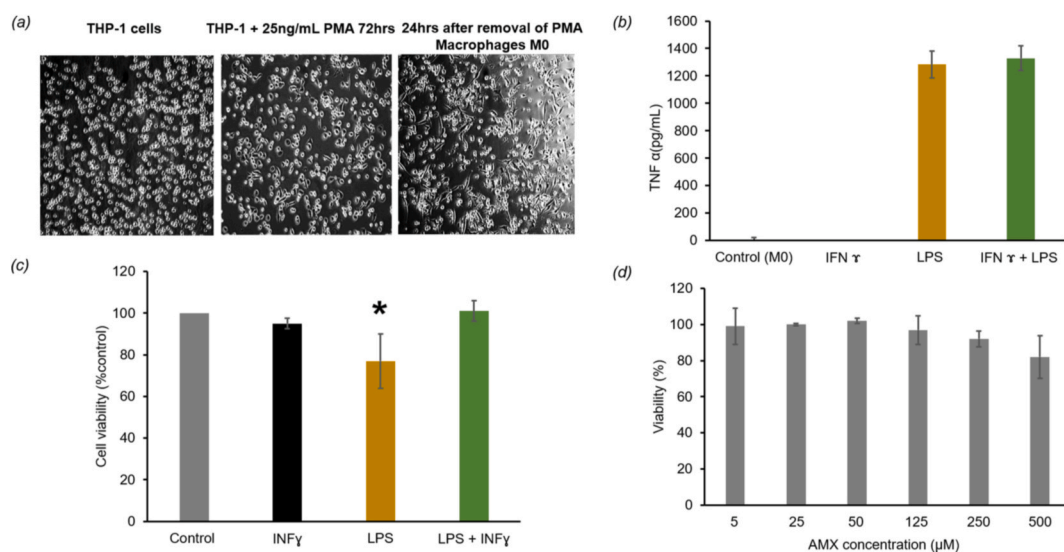 (a)
THP-1 cells
THP-1 + 25ng/mL PMA 72hrs
24hrs after removal of PMA
Macrophages M0
(b)
TNF α(pg/mL)
1600
1400
1200
1000
800
600
400
200
0
Control (M0)
IFN ϒ
LPS
IFN ϒ + LPS
(c)
Cell viability (%control)
120
100
80
60
40
20
0
*
Control
INFɣ
LPS
LPS + INFɣ
(d)
Viability (%)
120
100
80
60
40
20
0
5
25
50
125
250
500
AMX concentration (µM)